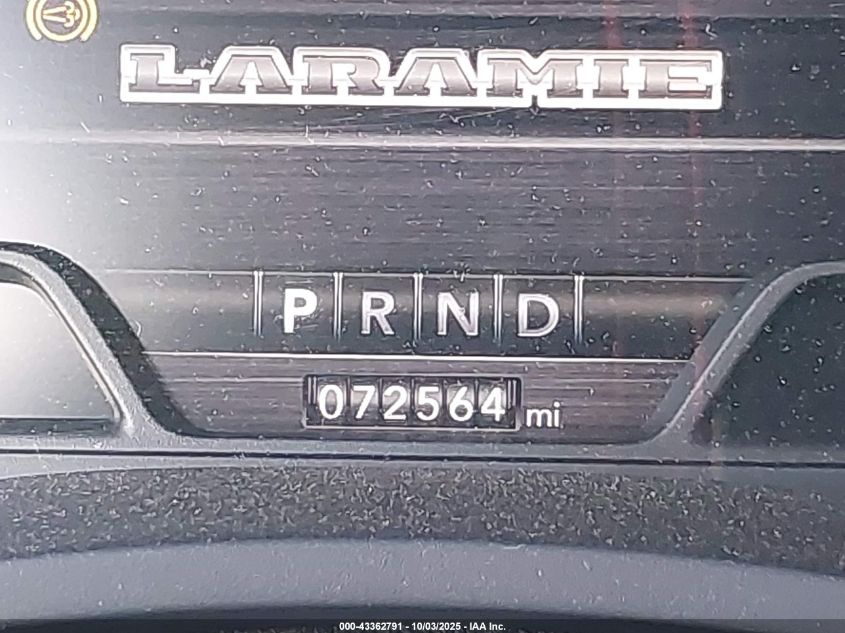 LARAMIE
P R N D
072564 mi
000-43362791 - 10/03/2025 - IAA Inc.